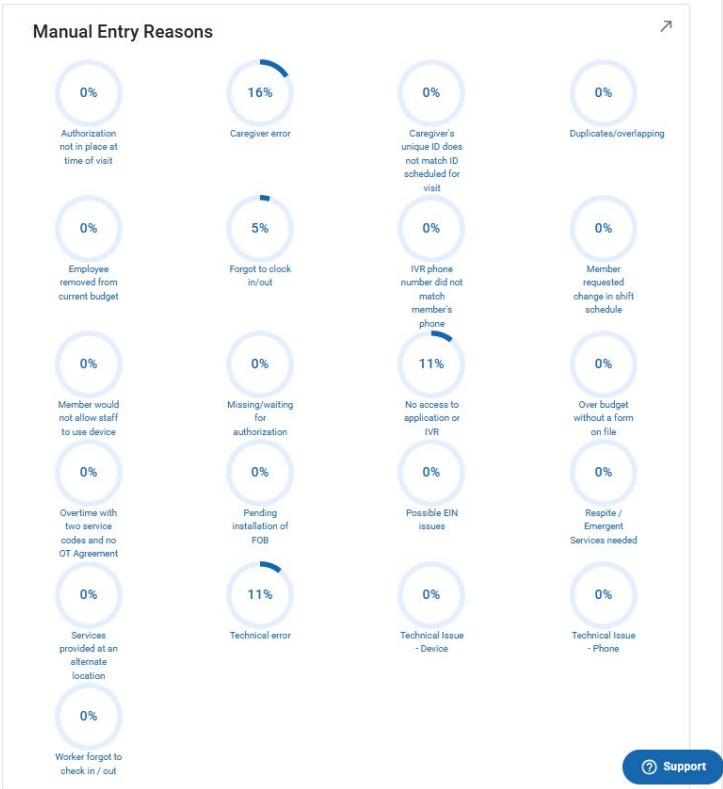 Manual Entry Reasons
0%
Authorization
not in place at
time of visit
16%
Caregiver error
0%
Caregiver's
unique ID does
not match ID
scheduled for
visit
0%
Duplicates/overlapping
0%
Employee
removed from
current budget
5%
Forgot to clock
in/out
0%
IVR phone
number did not
match
member's
phone
0%
Member
requested
change in shift
schedule
0%
Member would
not allow staff
to use device
0%
Missing/waiting
for
authorization
11%
No access to
application or
IVR
0%
Over budget
without a form
on file
0%
Overtime with
two service
codes and no
OT Agreement
0%
Pending
installation of
FOB
0%
Possible EIN
issues
0%
Respite /
Emergent
Services needed
0%
Services
provided at an
alternate
location
11%
Technical error
0%
Technical Issue
- Device
0%
Technical Issue
- Phone
0%
Worker forgot to
check in / out
Support